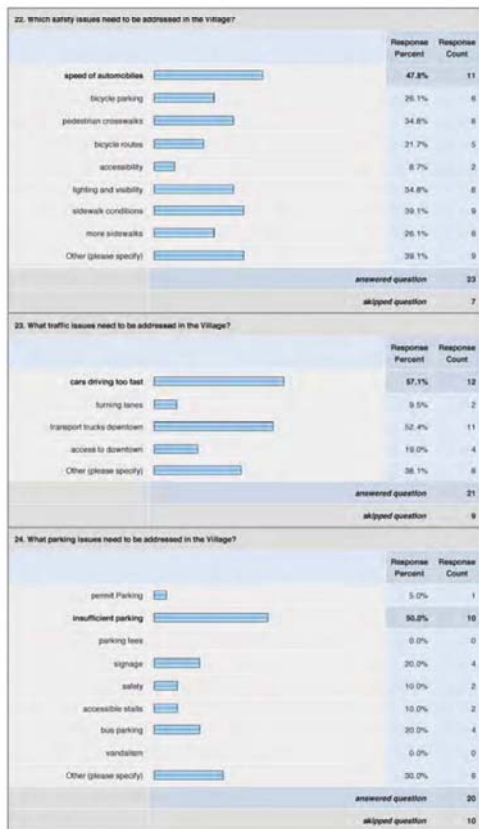 22. Which safety issues need to be addressed in the Village?
Response Percent Response Count
speed of automobiles 47.8% 11
bicycle parking 26.1% 6
pedestrian crosswalks 34.8% 8
bicycle routes 21.7% 5
accessibility 8.7% 2
lighting and visibility 34.8% 8
sidewalk conditions 39.1% 9
more sidewalks 26.1% 6
Other (please specify) 39.1% 9
answered question 23
skipped question 7
23. What traffic issues need to be addressed in the Village?
Response Percent Response Count
cars driving too fast 57.1% 12
turning lanes 9.5% 2
transport trucks downtown 52.4% 11
access to downtown 19.0% 4
Other (please specify) 38.1% 8
answered question 21
skipped question 9
24. What parking issues need to be addressed in the Village?
Response Percent Response Count
permit Parking 5.0% 1
insufficient parking 50.0% 10
parking fees 0.0% 0
signage 20.0% 4
safety 10.0% 2
accessible stalls 10.0% 2
bus parking 20.0% 4
vandalism 0.0% 0
Other (please specify) 30.0% 6
answered question 20
skipped question 10